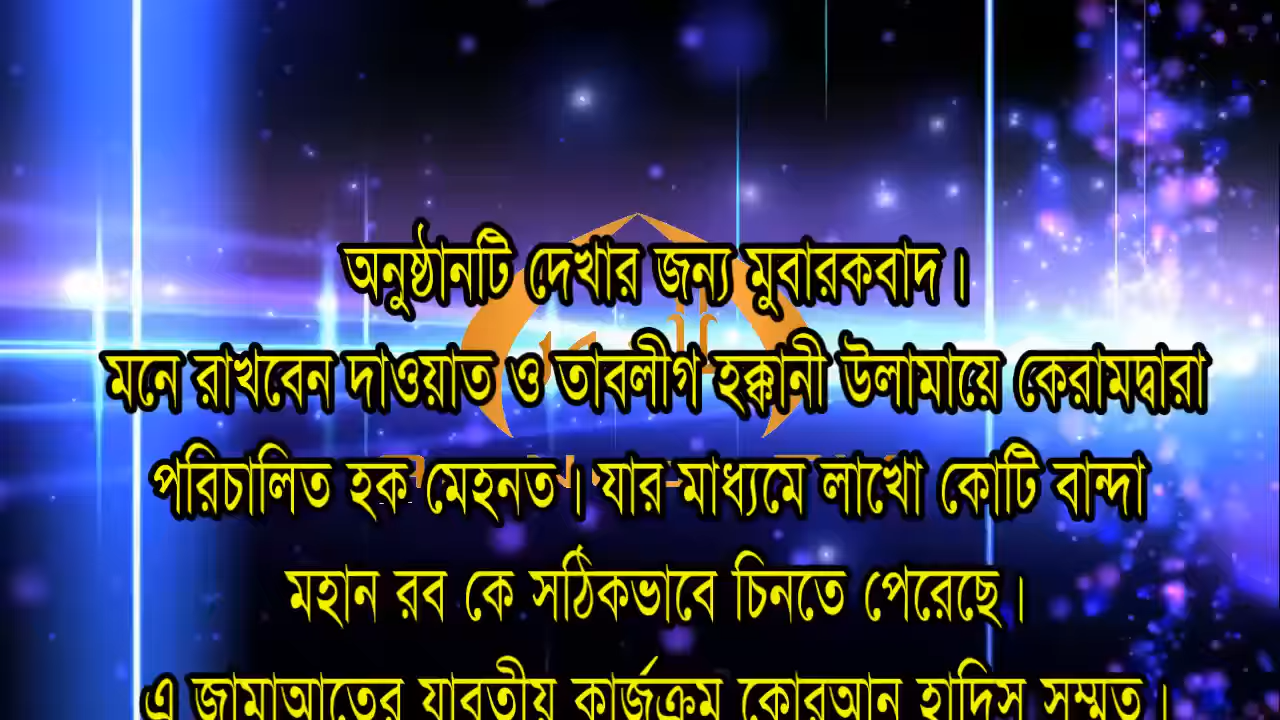 অনুষ্ঠানটি দেখার জন্য মুবারকবাদ।
মনে রাখবেন দাওয়াত ও তাবলীগ হক্কানী উলামায়ে কেরামদ্বারা
পরিচালিত হক মেহনত। যার মাধ্যমে লাখো কোটি বান্দা
মহান রব কে সঠিকভাবে চিনতে পেরেছে।
এ জামাআতের যাবতীয় কার্জক্রম কোরআন হাদিস সম্মত।